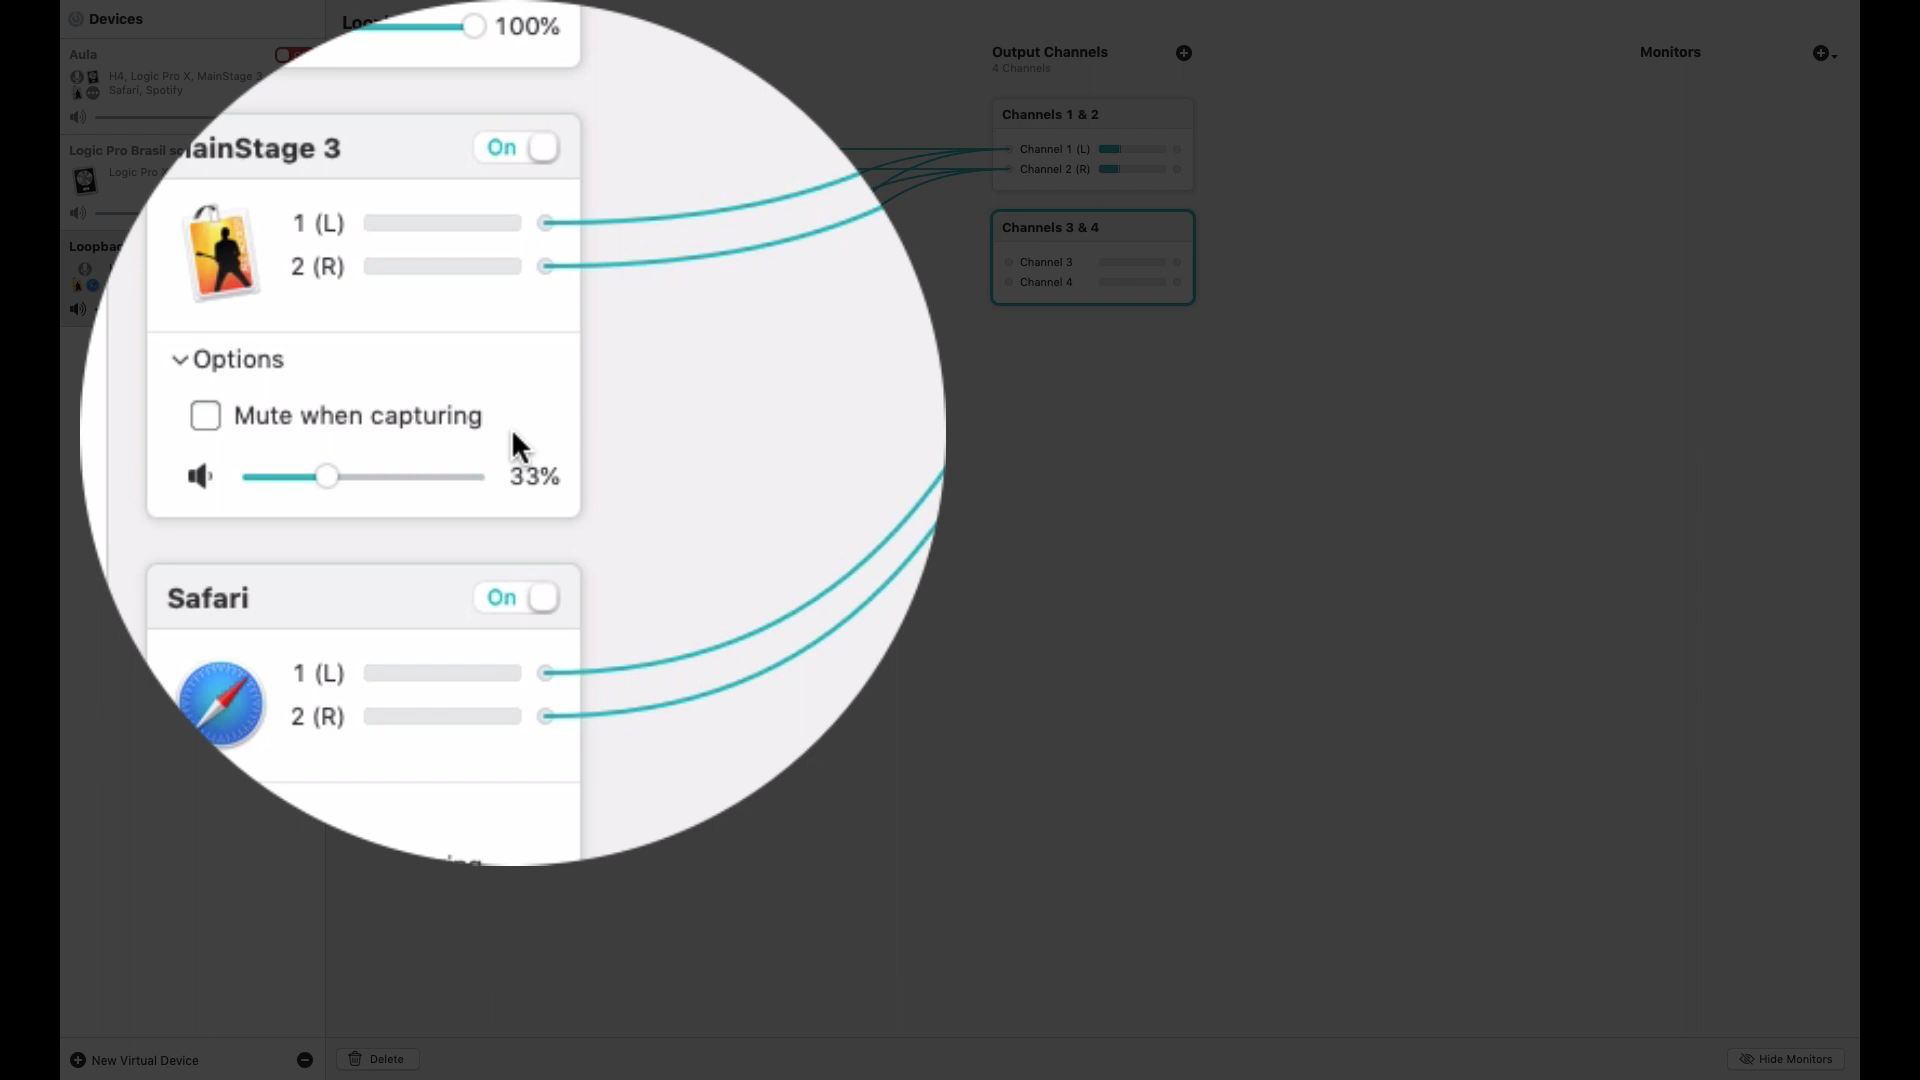 Devices
Aula
H4, Logic Pro X, MainStage 3
Safari, Spotify
Logic Pro Brasil
Logic Pro
100%
ainStage 3
On
1 (L)
2 (R)
Options
Mute when capturing
33%
Safari
On
1 (L)
2 (R)
Output Channels
4 Channels
Channels 1 & 2
Channel 1 (L)
Channel 2 (R)
Channels 3 & 4
Channel 3
Channel 4
Monitors
New Virtual Device
Delete
Hide Monitors